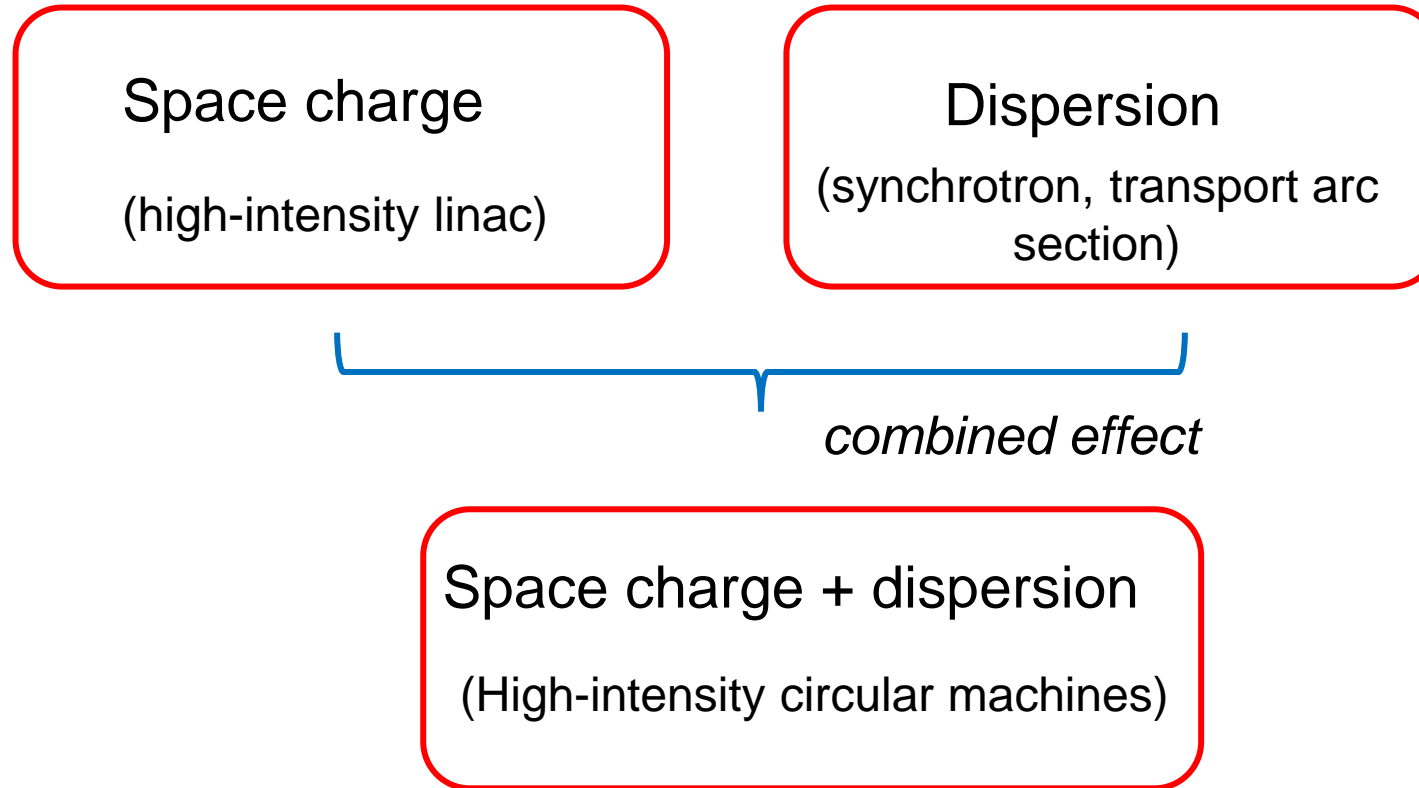 Space charge
(high-intensity linac)
Dispersion
(synchrotron, transport arc
section)
combined effect
Space charge + dispersion
(High-intensity circular machines)